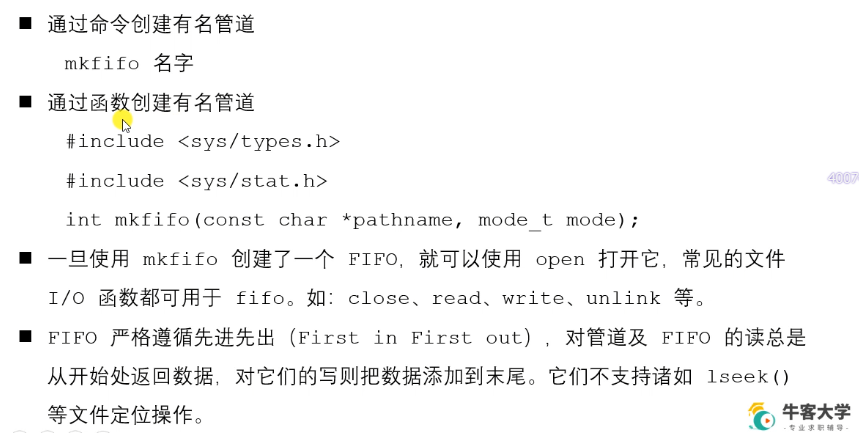 ■ 通过命令创建有名管道
mkfifo 名字
■ 通过函数创建有名管道
#include <sys/types.h>
#include <sys/stat.h>
int mkfifo(const char *pathname, mode_t mode);
■ 一旦使用 mkfifo 创建了一个 FIFO，就可以使用 open 打开它，常见的文件
I/O 函数都可用于 fifo。如：close、read、write、unlink 等。
■ FIFO 严格遵循先进先出（First in First out），对管道及 FIFO 的读总是
从开始处返回数据，对它们的写则把数据添加到末尾。它们不支持诸如 lseek()
等文件定位操作。
4007
牛客大学
-专业求职辅导-